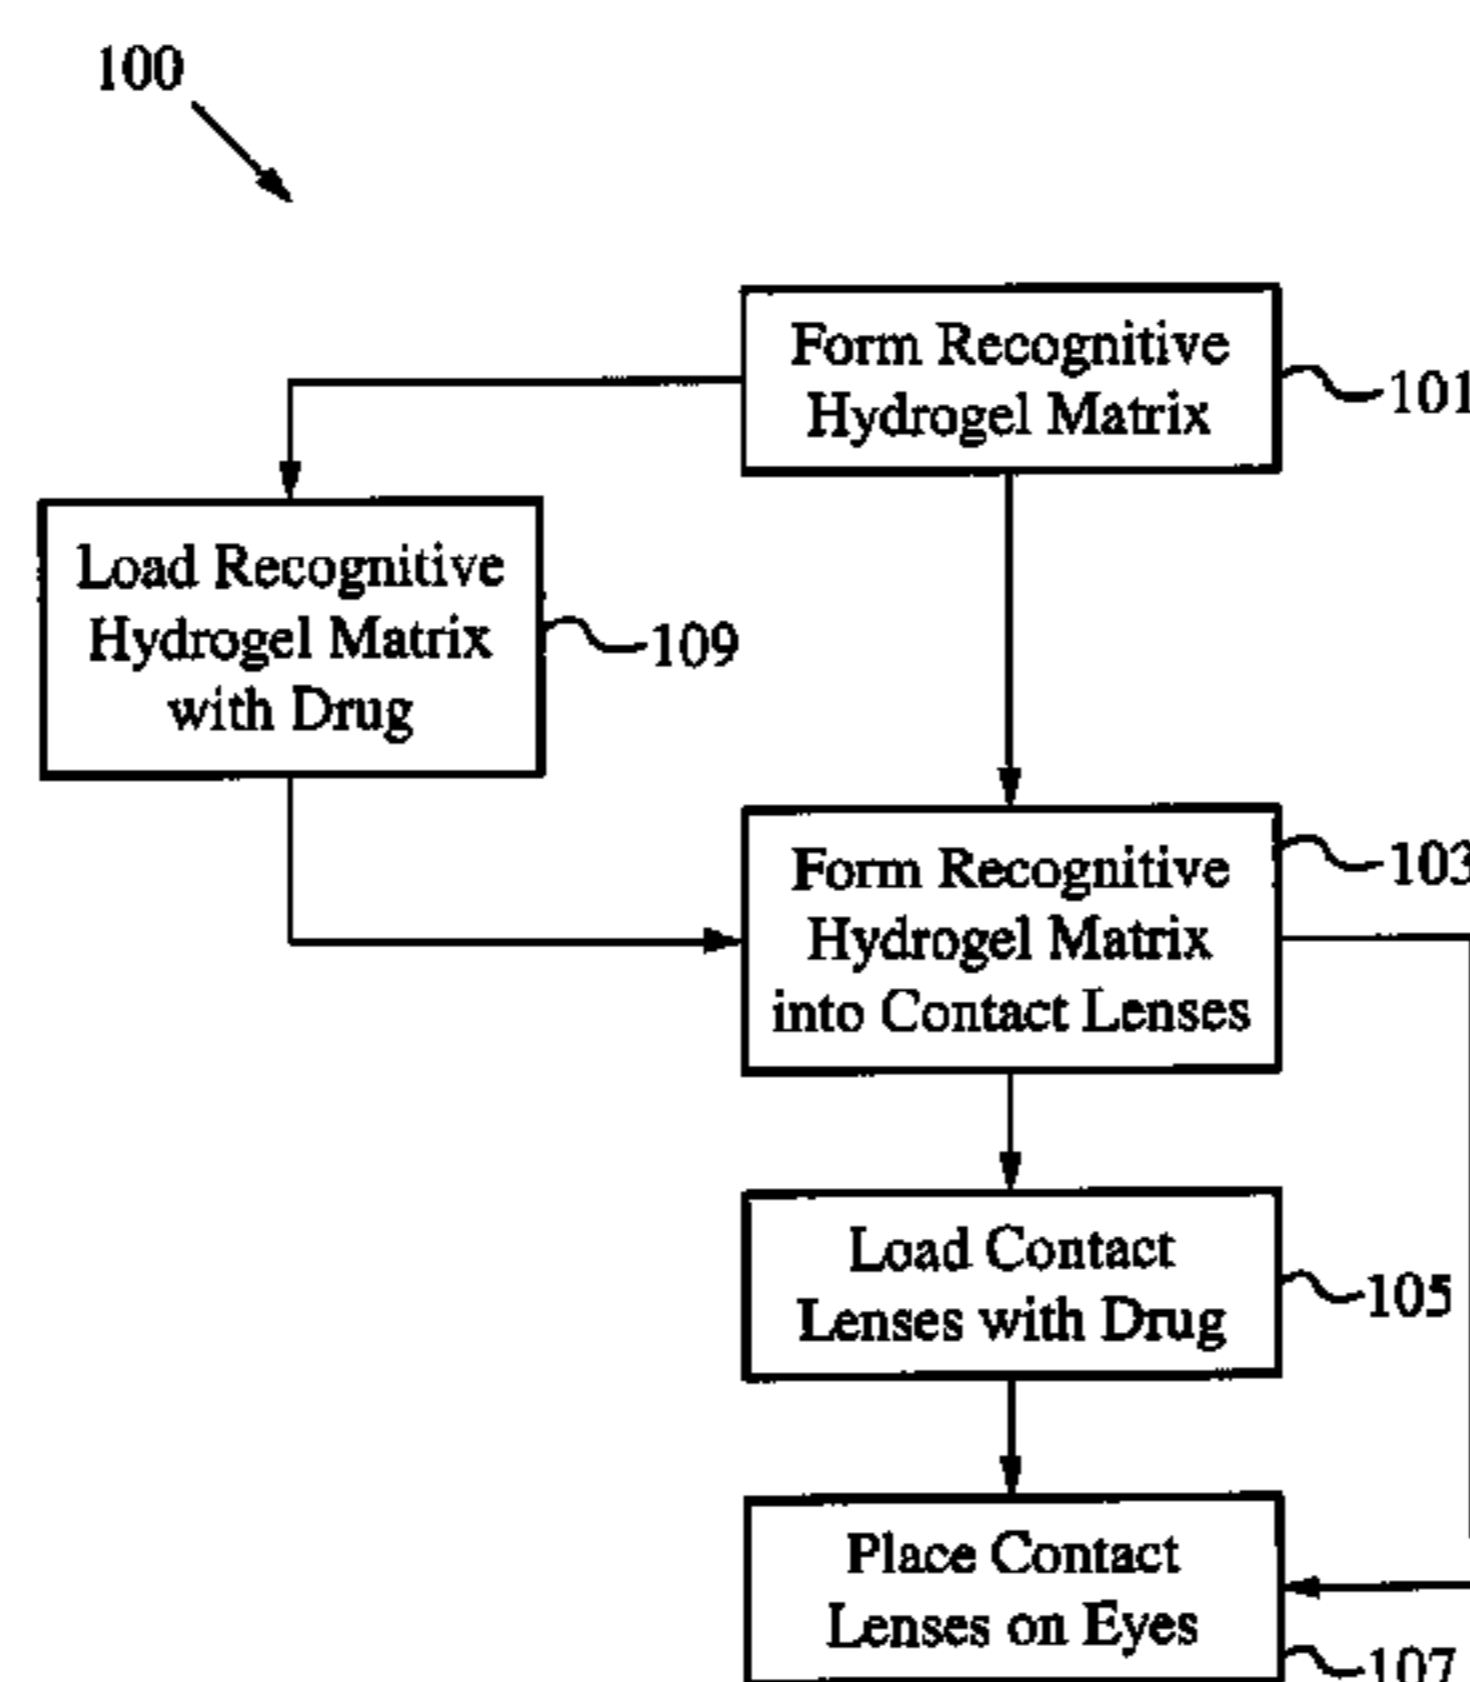 100
Form Recognitive
Hydrogel Matrix
101
Load Recognitive
Hydrogel Matrix
with Drug
109
Form Recognitive
Hydrogel Matrix
into Contact Lenses
103
Load Contact
Lenses with Drug
105
Place Contact
Lenses on Eyes
107